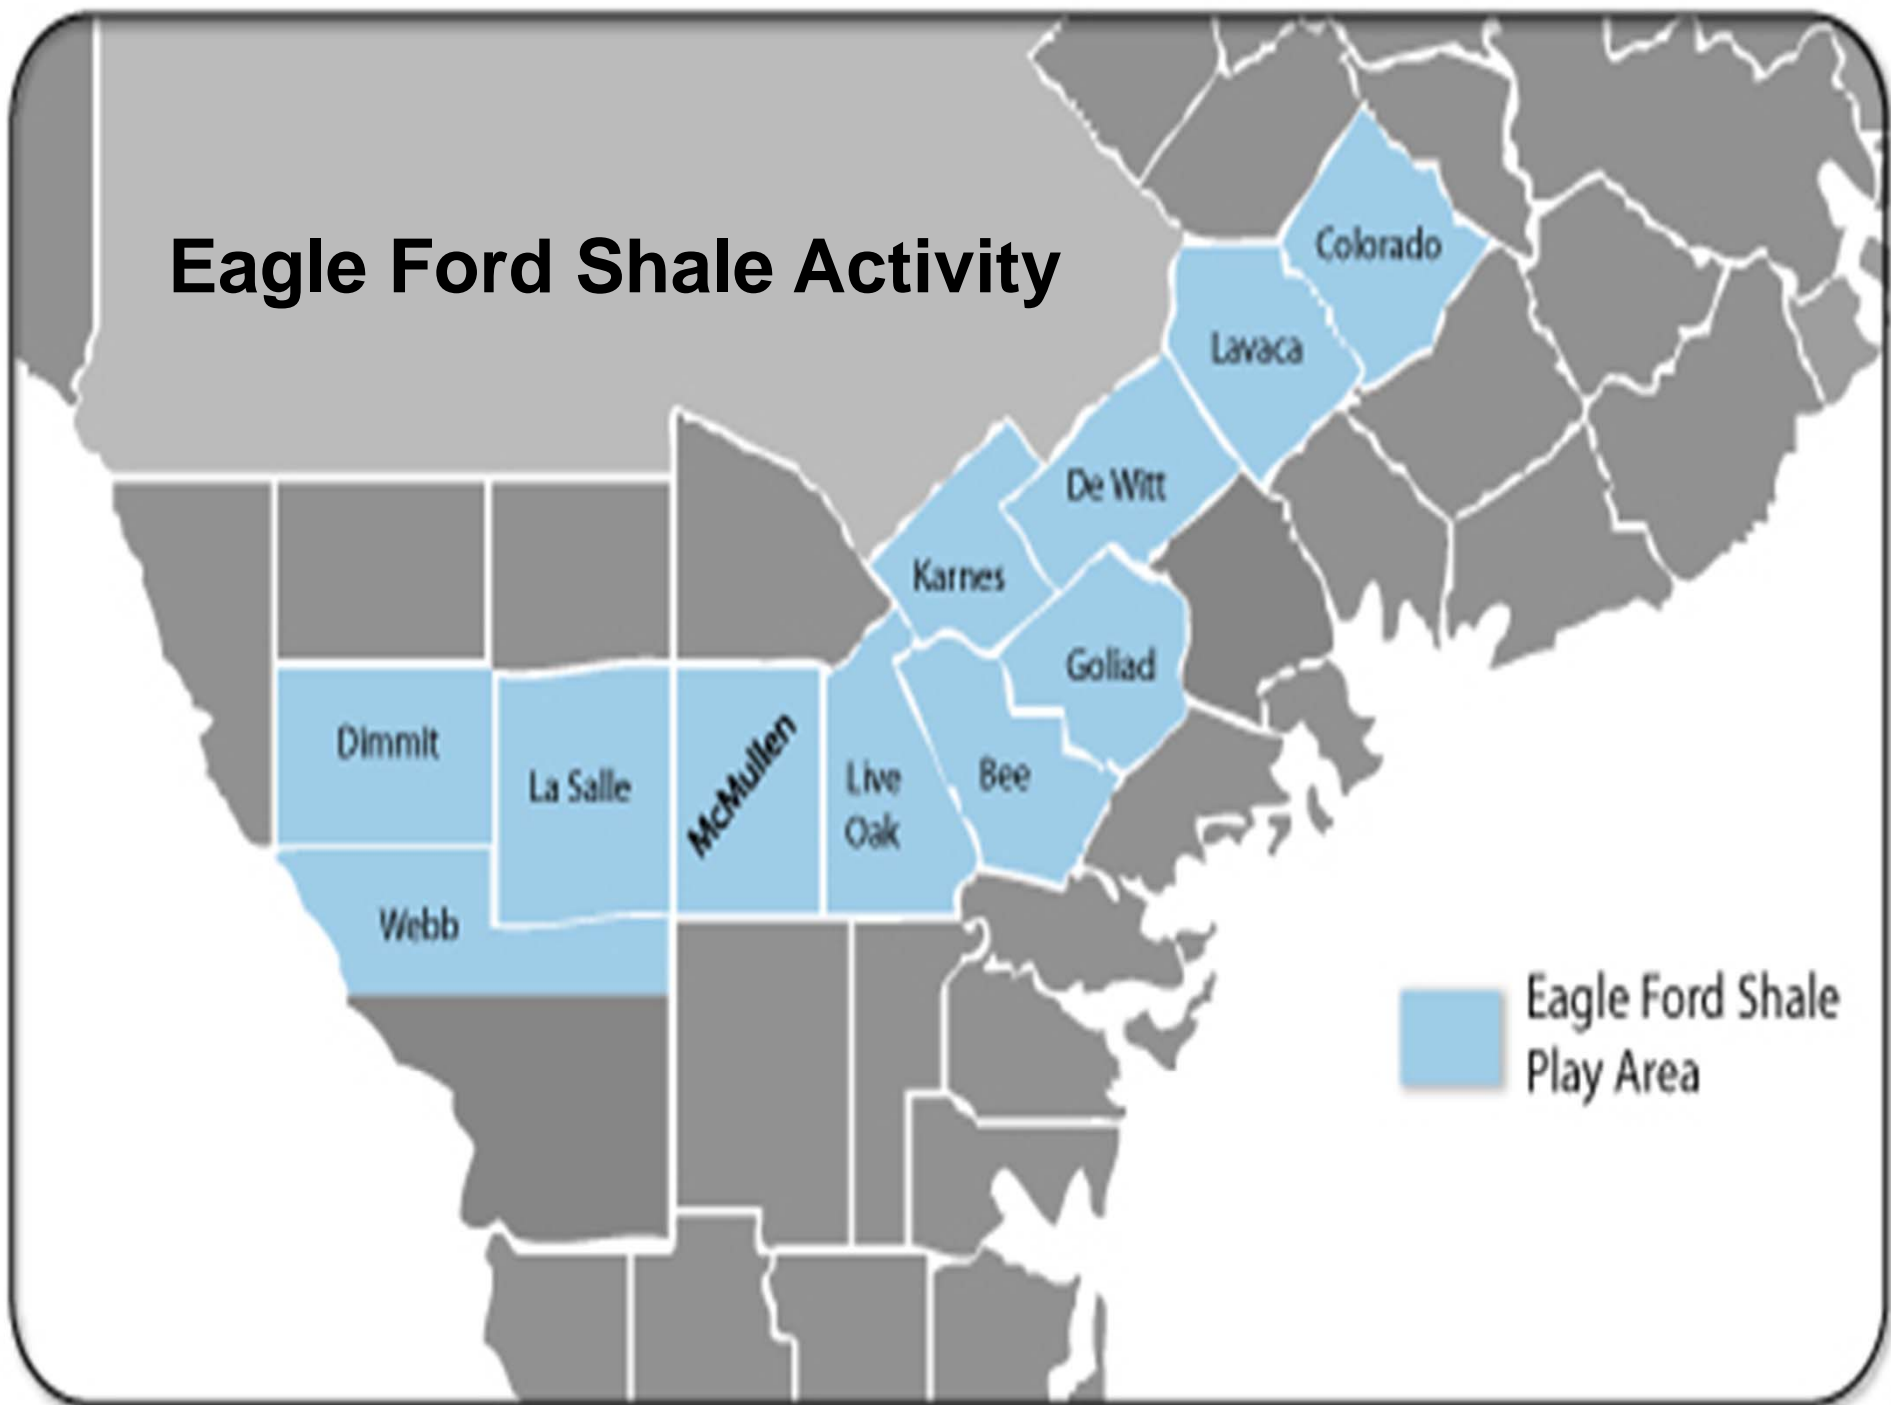 Eagle Ford Shale Activity
Colorado
Lavaca
De Witt
Karnes
Goliad
Dimmit
La Salle
McMullen
Live
Oak
Bee
Webb
Eagle Ford Shale
Play Area